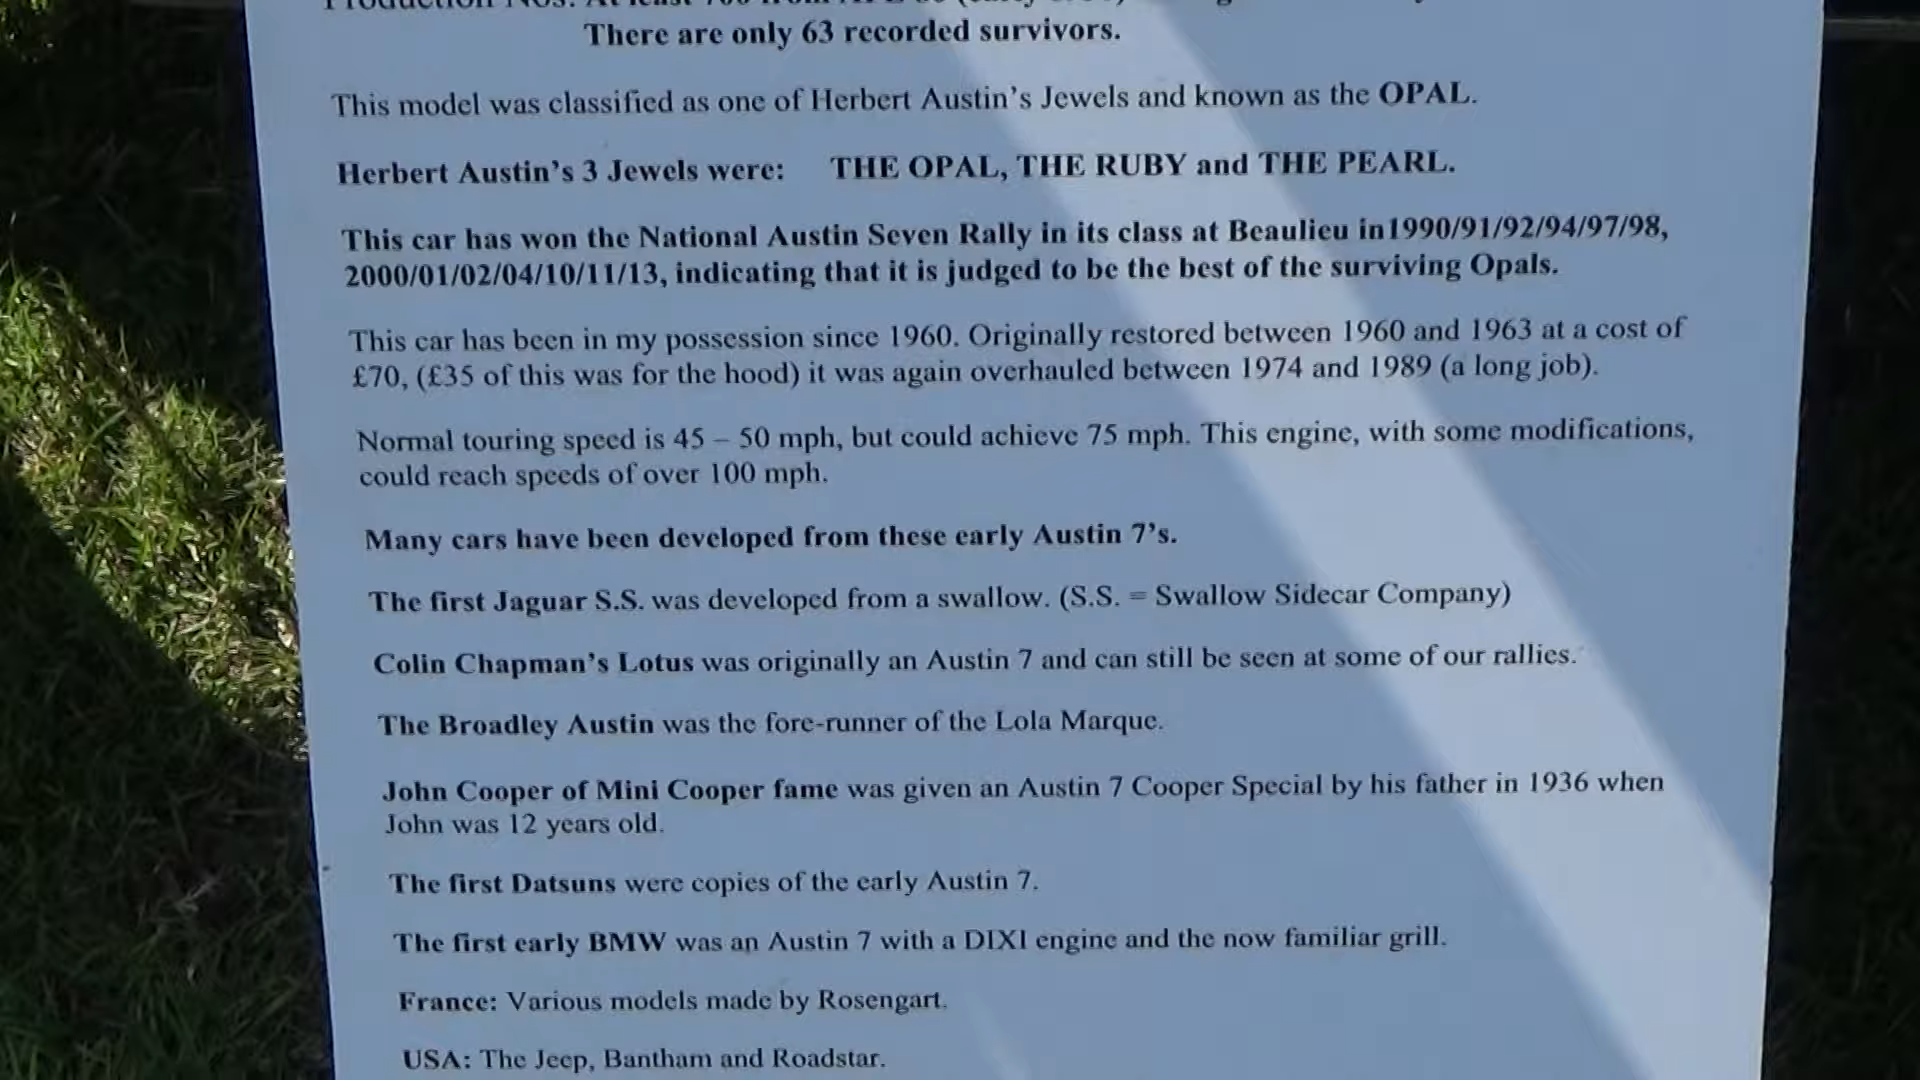 There are only 63 recorded survivors.
This model was classified as one of Herbert Austin's Jewels and known as the OPAL.
Herbert Austin's 3 Jewels were: THE OPAL, THE RUBY and THE PEARL.
This car has won the National Austin Seven Rally in its class at Beaulieu in1990/91/92/94/97/98,
2000/01/02/04/10/11/13, indicating that it is judged to be the best of the surviving Opals.
This car has been in my possession since 1960. Originally restored between 1960 and 1963 at a cost of
£70, (£35 of this was for the hood) it was again overhauled between 1974 and 1989 (a long job).
Normal touring speed is 45 – 50 mph, but could achieve 75 mph. This engine, with some modifications,
could reach speeds of over 100 mph.
Many cars have been developed from these early Austin 7's.
The first Jaguar S.S. was developed from a swallow. (S.S. = Swallow Sidecar Company)
Colin Chapman's Lotus was originally an Austin 7 and can still be seen at some of our rallies.
The Broadley Austin was the fore-runner of the Lola Marque.
John Cooper of Mini Cooper fame was given an Austin 7 Cooper Special by his father in 1936 when
John was 12 years old.
The first Datsuns were copies of the early Austin 7.
The first early BMW was an Austin 7 with a DIXI engine and the now familiar grill.
France: Various models made by Rosengart.
USA: The Jeep, Bantham and Roadstar.